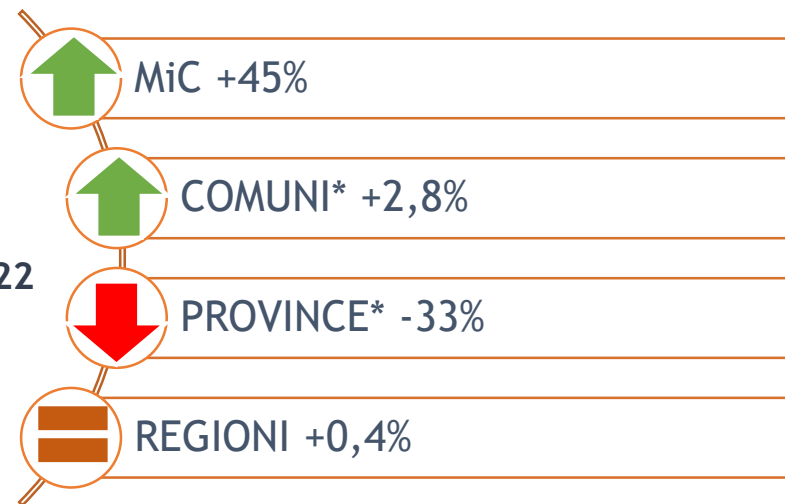 MiC +45%
COMUNI* +2,8%
22
PROVINCE* -33%
REGIONI +0,4%